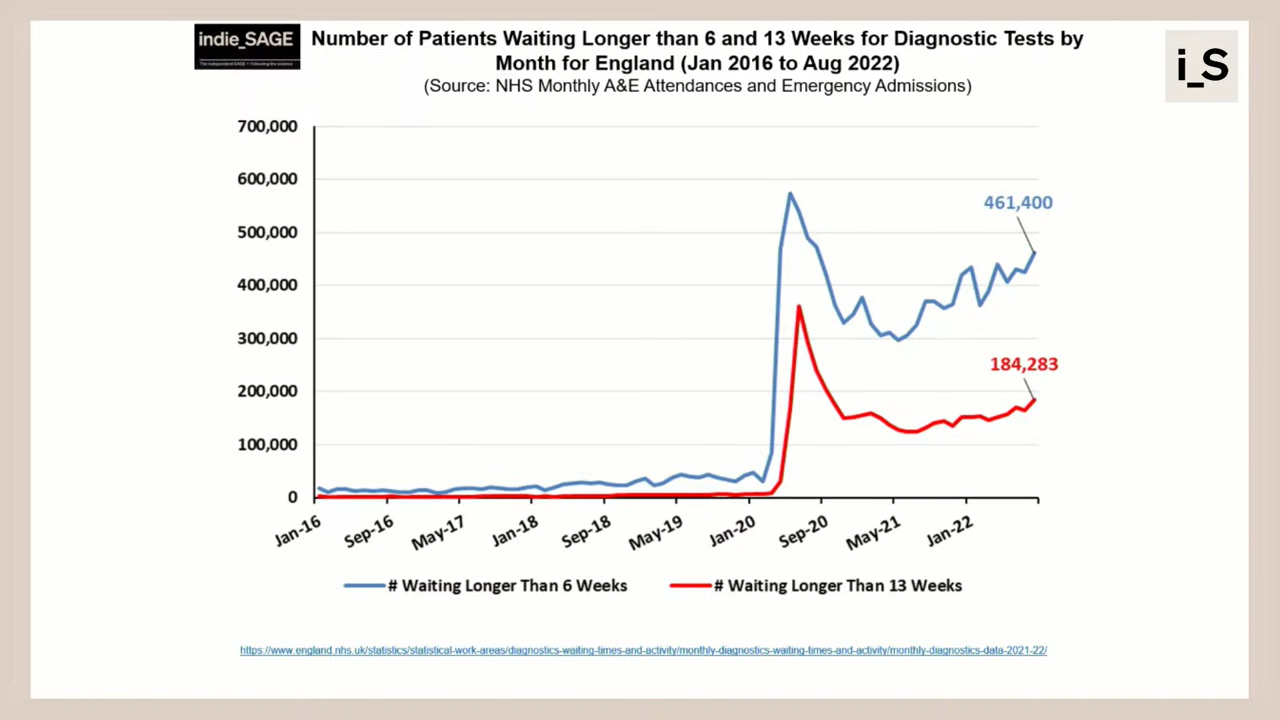 indie_SAGE
The Independent SAGE • Following the science
Number of Patients Waiting Longer than 6 and 13 Weeks for Diagnostic Tests by
Month for England (Jan 2016 to Aug 2022)
(Source: NHS Monthly A&E Attendances and Emergency Admissions)
i_S
700,000
600,000
500,000
400,000
300,000
200,000
100,000
0
461,400
184,283
Jan-16
Sep-16
May-17
Jan-18
Sep-18
May-19
Jan-20
Sep-20
May-21
Jan-22
# Waiting Longer Than 6 Weeks
# Waiting Longer Than 13 Weeks
https://www.england.nhs.uk/statistics/statistical-work-areas/diagnostics-waiting-times-and-activity/monthly-diagnostics-waiting-times-and-activity/monthly-diagnostics-data-2021-22/